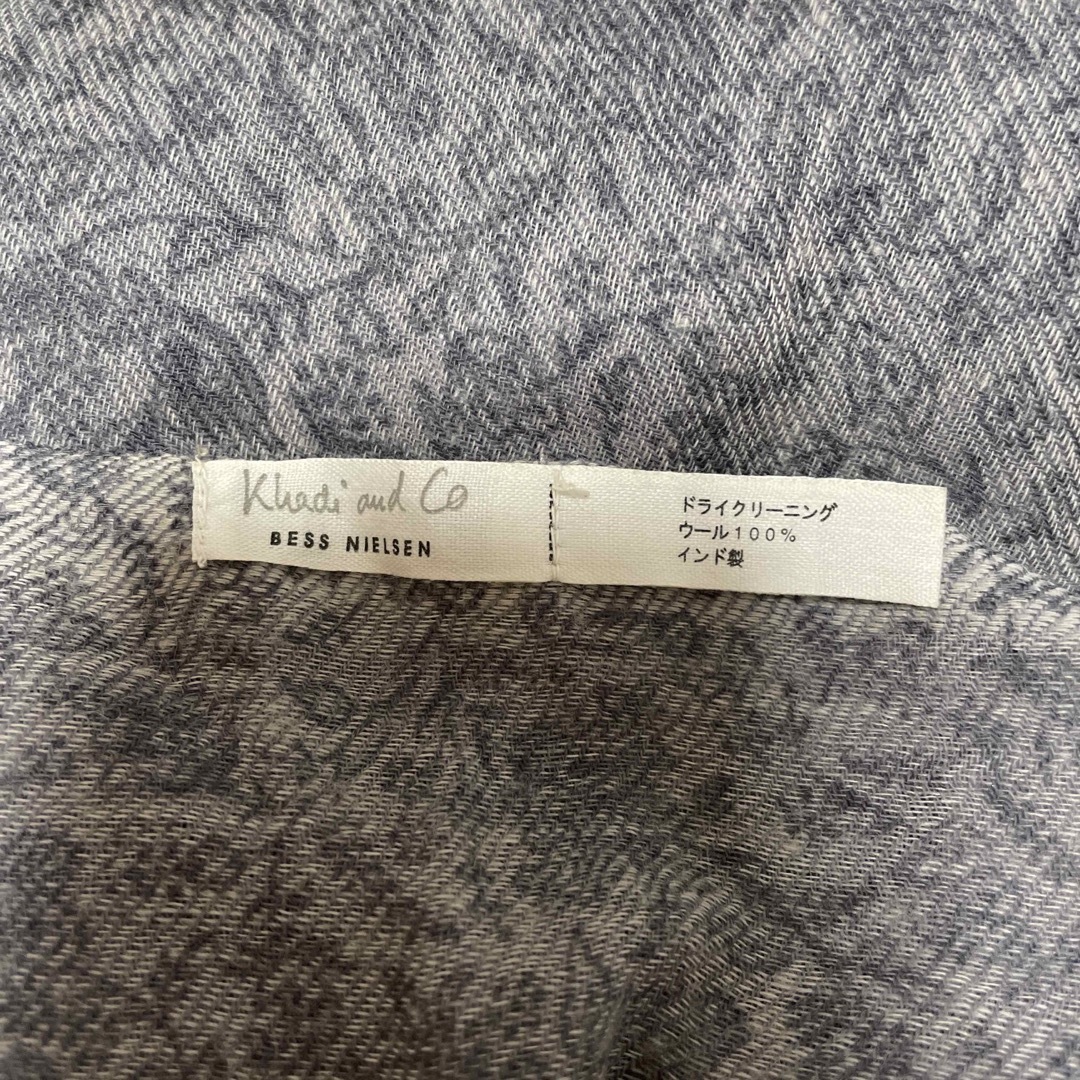 Khadi and Co
BESS NIELSEN
ドライクリーニング
ウール１００％
インド製